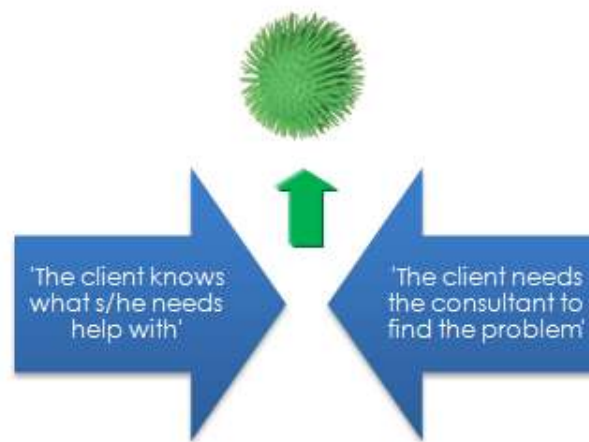 'The client knows
what s/he needs
help with'
'The client needs
the consultant to
find the problem'